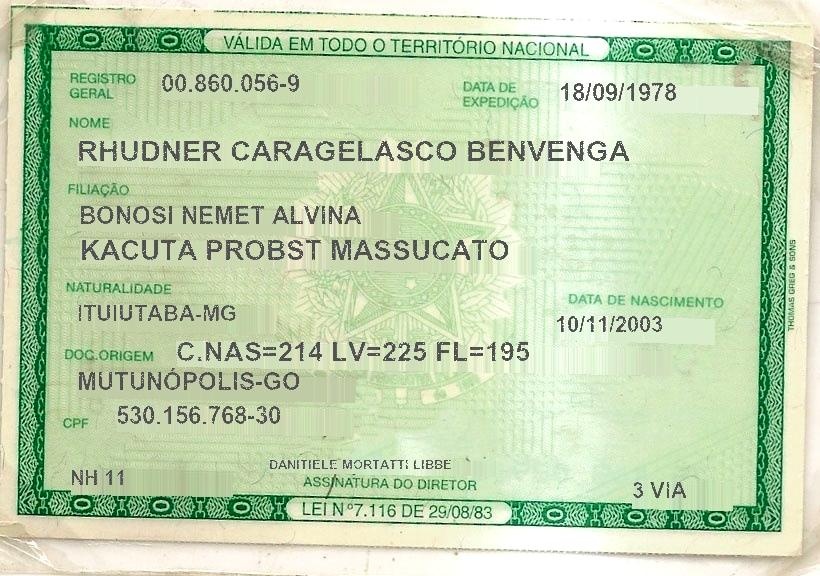 VÁLIDA EM TODO O TERRITÓRIO NACIONAL
REGISTRO GERAL 00.860.056-9 DATA DE EXPEDIÇÃO 18/09/1978
NOME
RHUDNER CARAGELASCO BENVENGA
FILIAÇÃO
BONOSI NEMET ALVINA
KACUTA PROBST MASSUCATO
NATURALIDADE DATA DE NASCIMENTO
ITUIUTABA-MG 10/11/2003
DOC.ORIGEM C.NAS=214 LV=225 FL=195
MUTUNÓPOLIS-GO
CPF 530.156.768-30
DANITIELE MORTATTI LIBBE
NH 11 ASSINATURA DO DIRETOR 3 VIA
LEI Nº7.116 DE 29/08/83
THOMAS GREG & SONS